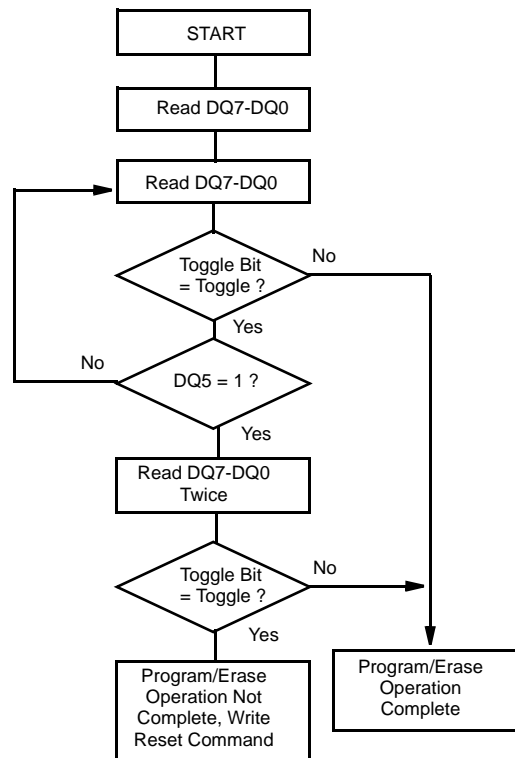 START
Read DQ7-DQ0
Read DQ7-DQ0
Toggle Bit
= Toggle ?
No
Yes
No
DQ5 = 1 ?
Yes
Read DQ7-DQ0
Twice
Toggle Bit
= Toggle ?
No
Yes
Program/Erase
Operation Not
Complete, Write
Reset Command
Program/Erase
Operation
Complete